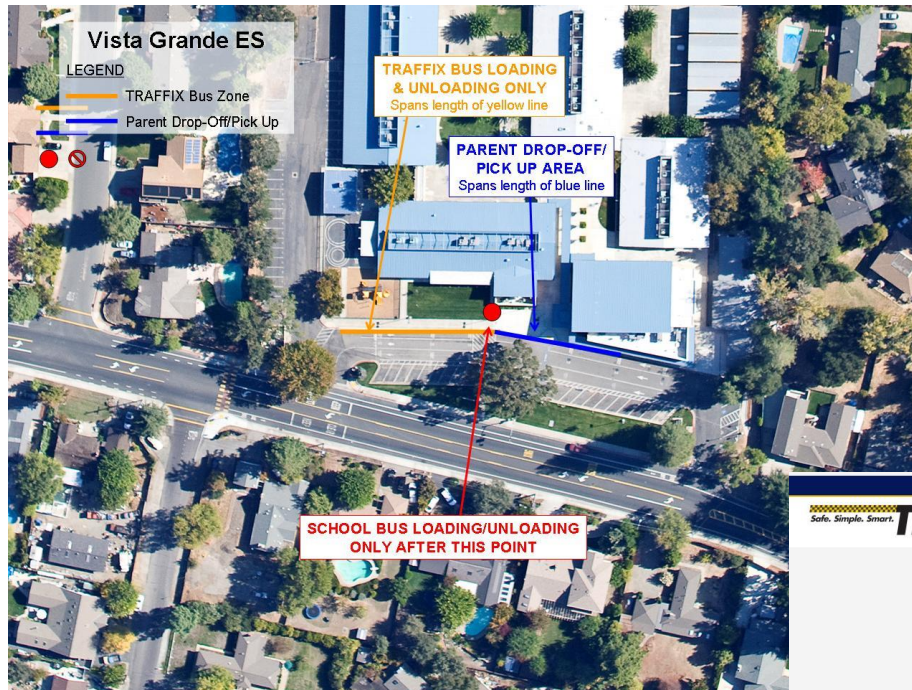 Vista Grande ES
LEGEND
TRAFFIX Bus Zone
Parent Drop-Off/Pick Up
TRAFFIX BUS LOADING
& UNLOADING ONLY
Spans length of yellow line
PARENT DROP-OFF/
PICK UP AREA
Spans length of blue line
SCHOOL BUS LOADING/UNLOADING
ONLY AFTER THIS POINT
Safe. Simple. Smart.